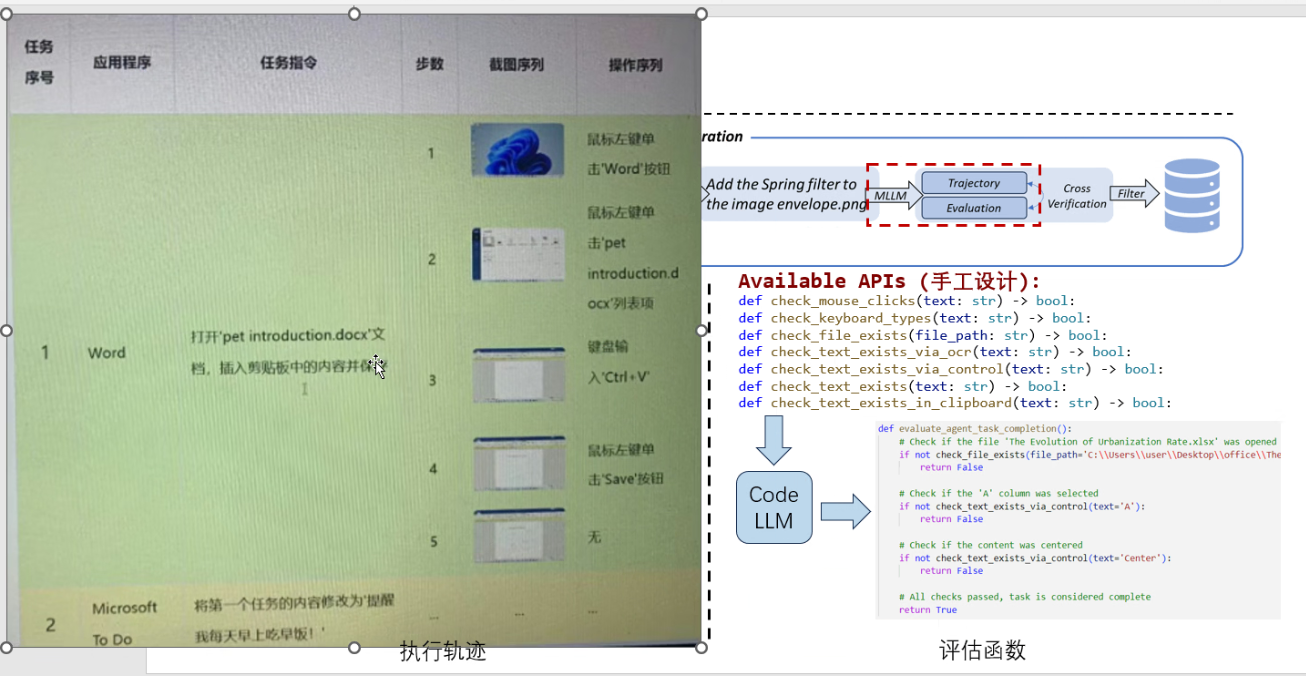 任务
序号
应用程序
任务指令
步数
截图序列
操作序列
1
Word
打开'pet introduction.docx'文
档，插入剪贴板中的内容并保
1
鼠标左键单
击'Word'按钮
2
鼠标左键单
击'pet
introduction.d
ocx'列表项
3
键盘输
入'Ctrl+V'
4
鼠标左键单
击'Save'按钮
5
无
2
Microsoft
To Do
将第一个任务的内容修改为'提醒
我每天早上吃早饭！'
...
...
...
执行轨迹
ration
Add the Spring filter to
the image envelope.png
MLLM
Trajectory
Evaluation
Cross
Verification
Filter
Available APIs (手工设计):
def check_mouse_clicks(text: str) -> bool:
def check_keyboard_types(text: str) -> bool:
def check_file_exists(file_path: str) -> bool:
def check_text_exists_via_ocr(text: str) -> bool:
def check_text_exists_via_control(text: str) -> bool:
def check_text_exists(text: str) -> bool:
def check_text_exists_in_clipboard(text: str) -> bool:
Code
LLM
def evaluate_agent_task_completion():
# Check if the file 'The Evolution of Urbanization Rate.xlsx' was opened
if not check_file_exists(file_path='C:\\Users\\user\\Desktop\\office\\The
return False
# Check if the 'A' column was selected
if not check_text_exists_via_control(text='A'):
return False
# Check if the content was centered
if not check_text_exists_via_control(text='Center'):
return False
# All checks passed, task is considered complete
return True
评估函数